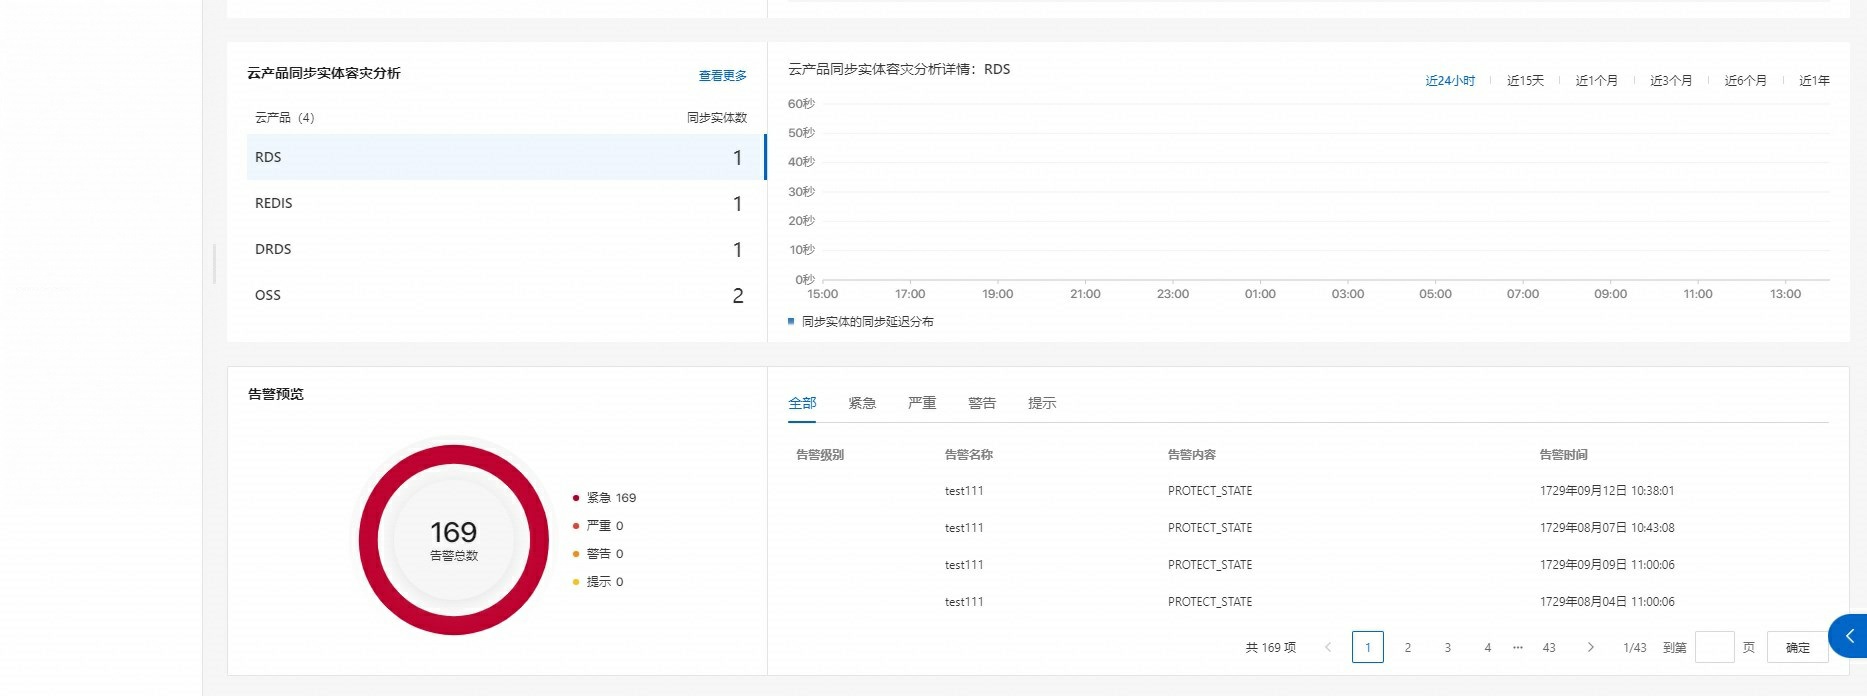 云产品同步实体容灾分析 查看更多
云产品（4） 同步实体数
RDS 1
REDIS 1
DRDS 1
OSS 2
云产品同步实体容灾分析详情：RDS
近24小时 近15天 近1个月 近3个月 近6个月 近1年
60秒
50秒
40秒
30秒
20秒
10秒
0秒
15:00 17:00 19:00 21:00 23:00 01:00 03:00 05:00 07:00 09:00 11:00 13:00
同步实体的同步延迟分布
告警预览
169
告警总数
紧急 169
严重 0
警告 0
提示 0
全部 紧急 严重 警告 提示
告警级别 告警名称 告警内容 告警时间
test111 PROTECT_STATE 1729年09月12日 10:38:01
test111 PROTECT_STATE 1729年08月07日 10:43:08
test111 PROTECT_STATE 1729年09月09日 11:00:06
test111 PROTECT_STATE 1729年08月04日 11:00:06
共 169 项 1 2 3 4 ··· 43 1/43 到第 页 确定